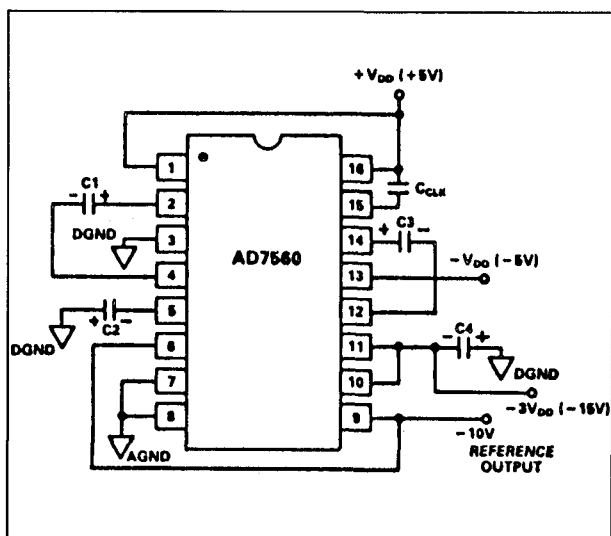 +VDD (+5V)
1
16
CCLK
- C1 +
2
15
DGND
3
14
+ C3 -
AD7560
4
13
-VDD (-5V)
5
12
+ C2 -
DGND
6
11
- C4 +
DGND
7
10
-3VDD (-15V)
8
9
-10V
AGND
REFERENCE
OUTPUT